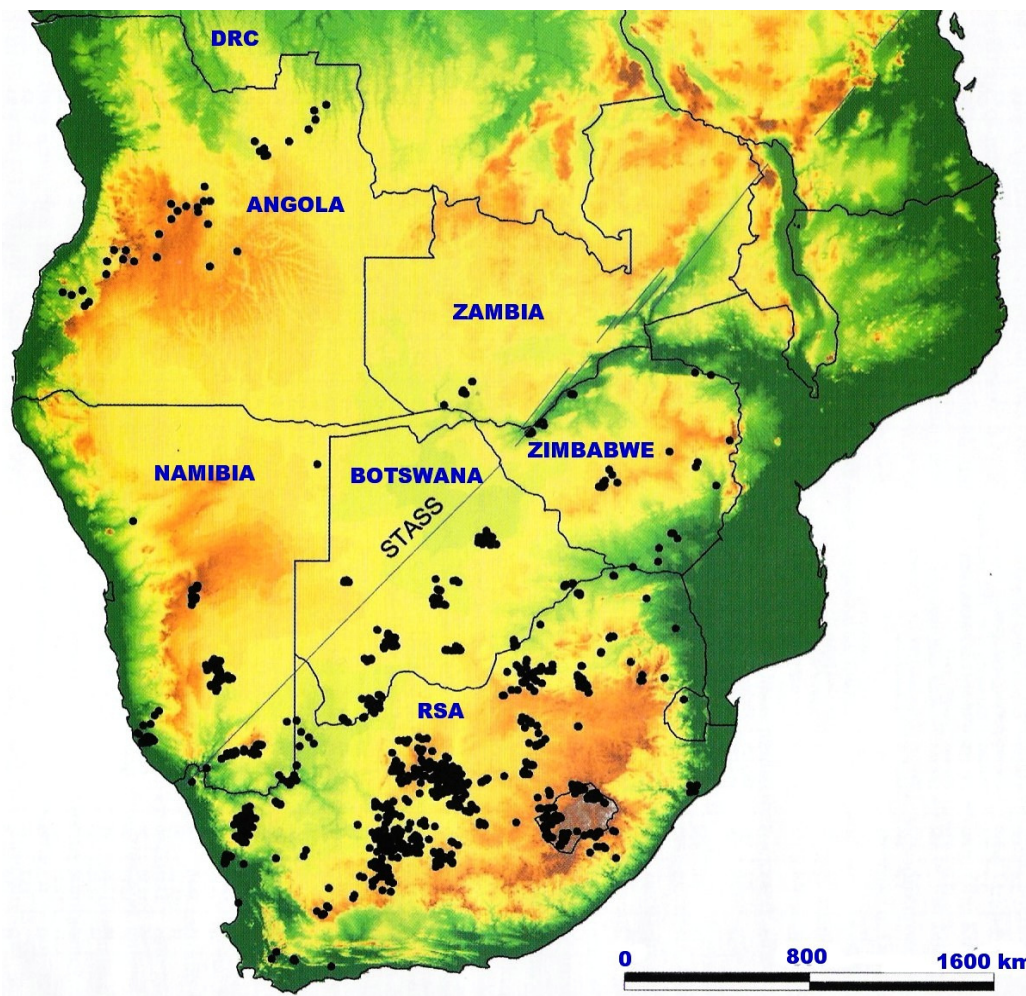 DRC
ANGOLA
ZAMBIA
ZIMBABWE
NAMIBIA
BOTSWANA
STASS
RSA
0 800 1600 km